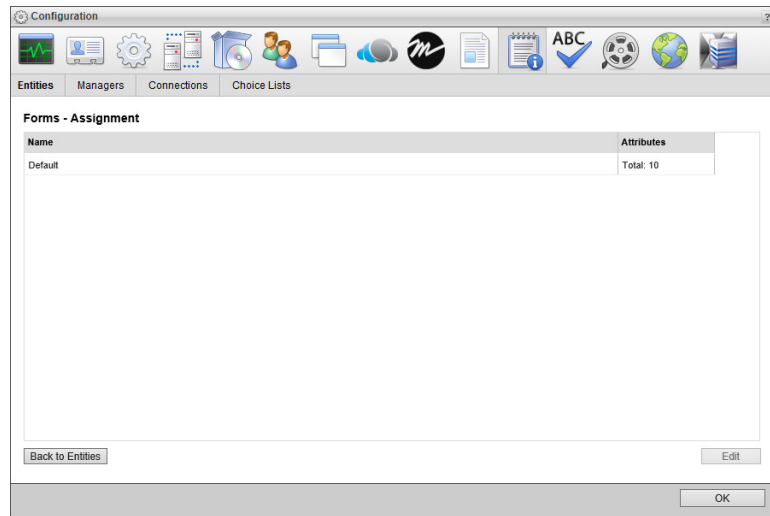 Configuration
?
ABC
Entities Managers Connections Choice Lists
Forms - Assignment
Name Attributes
Default Total: 10
Back to Entities Edit
OK